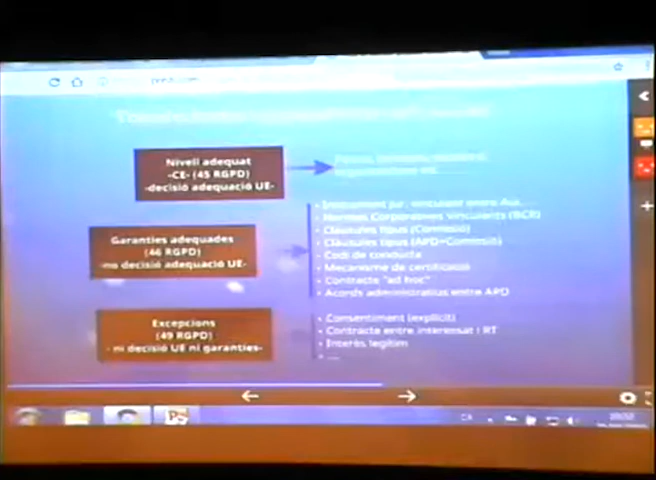 Nivell adequat
-CE- (45 RGPD)
-decisió adequació UE-
Garanties adequades
(46 RGPD)
-no decisió adequació UE-
Instrument jur. vinculant entre Aut.
Normes Corporatives Vinculants (BCR)
Clàusules tipus (Comissió)
Clàusules tipus (APD+Comissió)
Codi de conducta
Mecanisme de certificació
Contracte "ad hoc"
Acords administratius entre APD
Excepcions
(49 RGPD)
- ni decisió UE ni garanties-
Consentiment (explícit)
Contracte entre interessat i RT
Interès legítim
...
CA